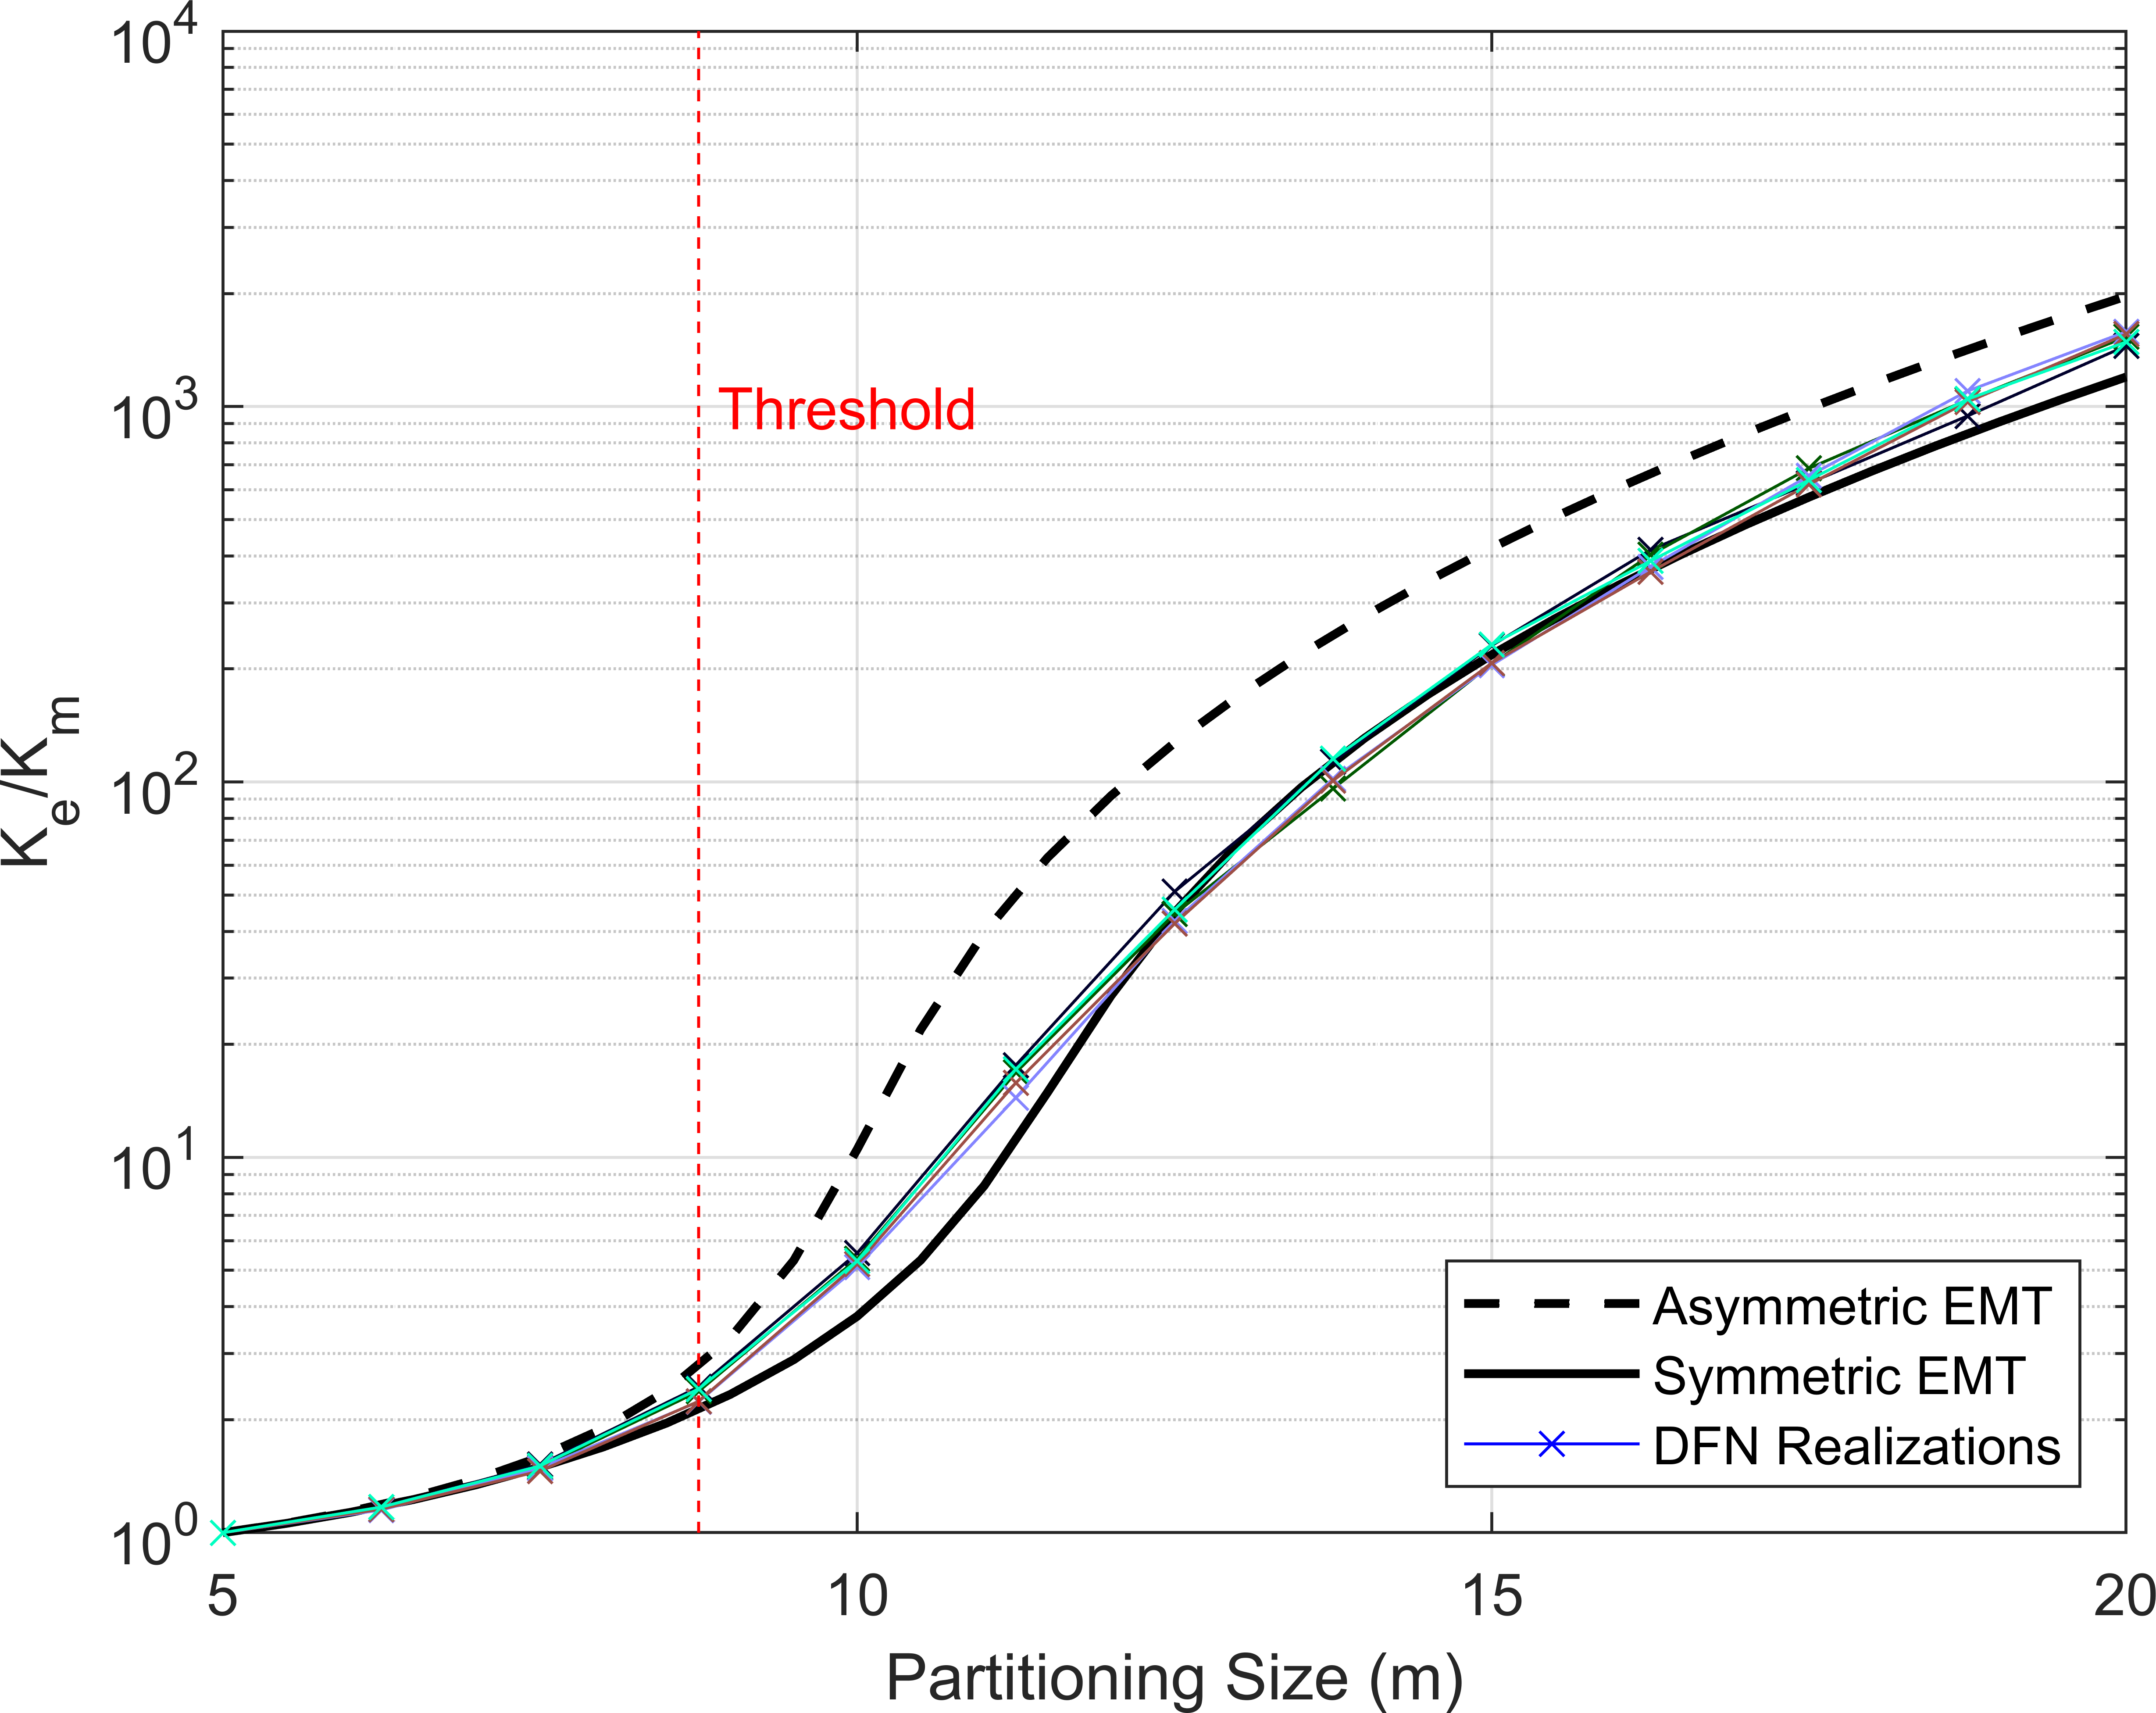 10^4
10^3
10^2
10^1
10^0
K_e/K_m
Threshold
Asymmetric EMT
Symmetric EMT
DFN Realizations
5 10 15 20
Partitioning Size (m)